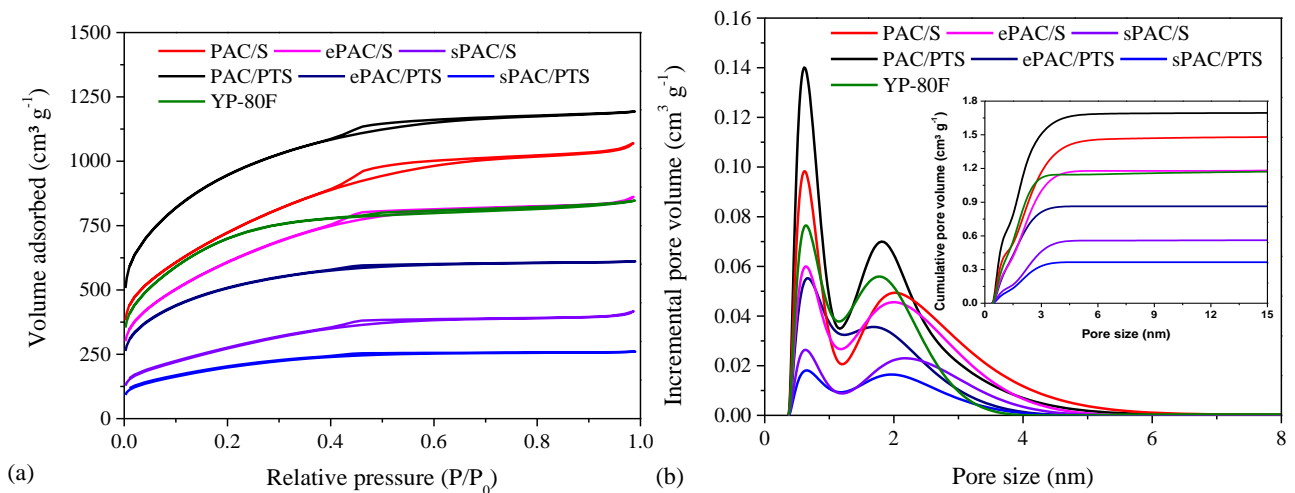 1500
1250
1000
750
500
250
0
0.0 0.2 0.4 0.6 0.8 1.0
Volume adsorbed (cm³ g⁻¹)
Relative pressure (P/P₀)
PAC/S ePAC/S sPAC/S
PAC/PTS ePAC/PTS sPAC/PTS
YP-80F
(a)
0.16
0.14
0.12
0.10
0.08
0.06
0.04
0.02
0.00
0 2 4 6 8
Incremental pore volume (cm³ g⁻¹)
Pore size (nm)
PAC/S ePAC/S sPAC/S
PAC/PTS ePAC/PTS sPAC/PTS
YP-80F
1.8
1.5
1.2
0.9
0.6
0.3
0.0
0 3 6 9 12 15
Cumulative pore volume (cm³ g⁻¹)
Pore size (nm)
(b)